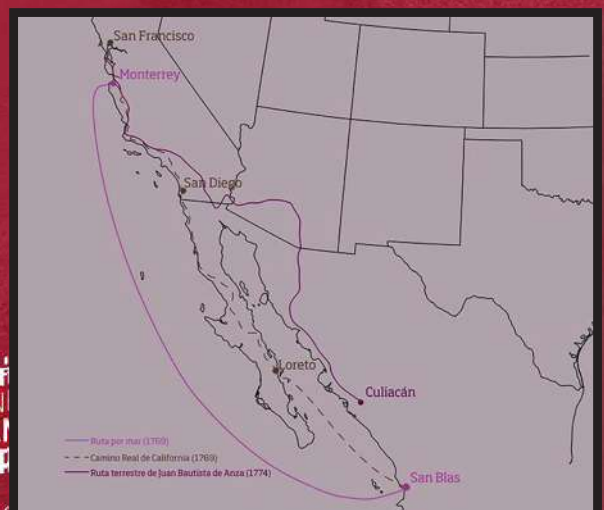 San Francisco
Monterrey
San Diego
Loreto
Culiacán
San Blas
Ruta por mar (1769)
Camino Real de California (1769)
Ruta terrestre de Juan Bautista de Anza (1774)